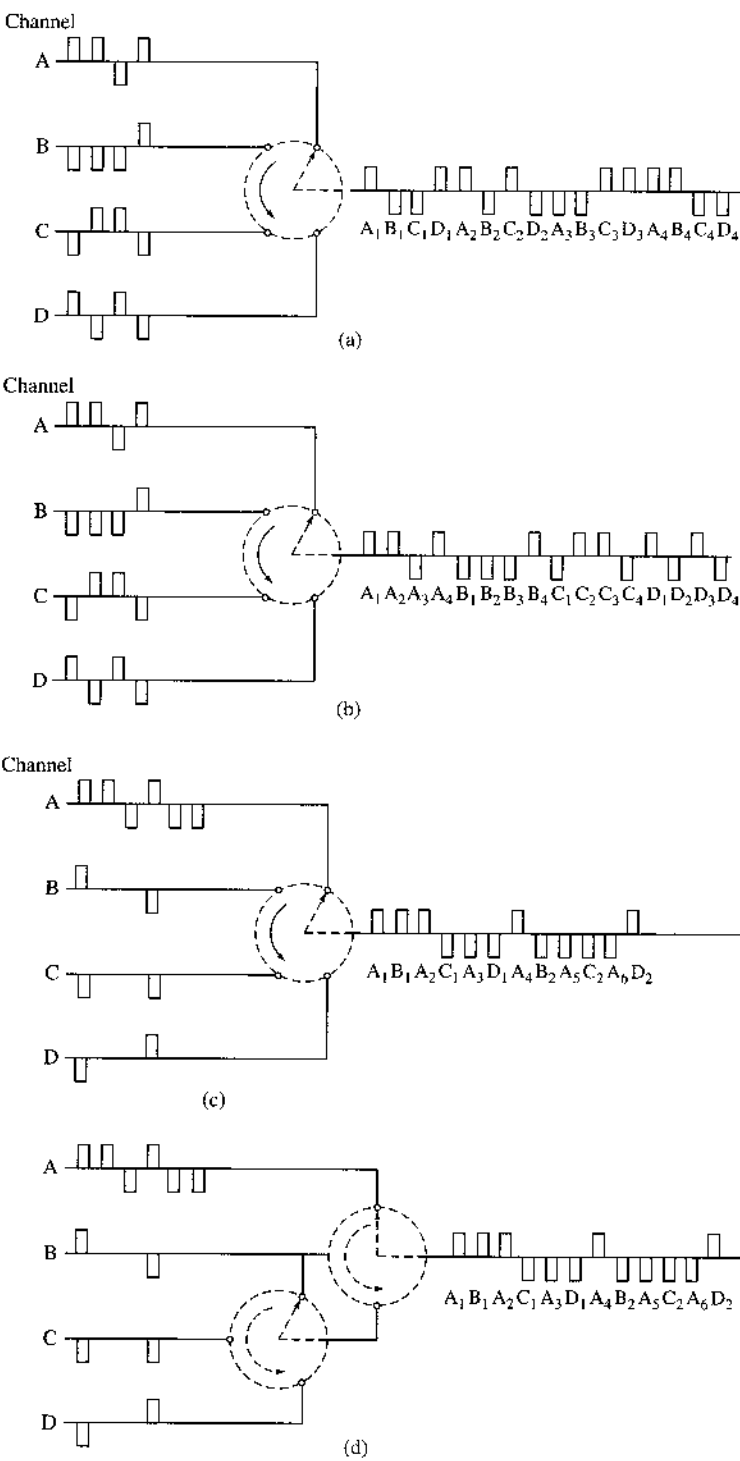 Channel
A
B
A₁ B₁ C₁ D₁ A₂ B₂ C₂ D₂ A₃ B₃ C₃ D₃ A₄ B₄ C₄ D₄
C
D
(a)
Channel
A
B
A₁ A₂ A₃ A₄ B₁ B₂ B₃ B₄ C₁ C₂ C₃ C₄ D₁ D₂ D₃ D₄
C
D
(b)
Channel
A
B
A₁ B₁ A₂ C₁ A₃ D₁ A₄ B₂ A₅ C₂ A₆ D₂
C
D
(c)
A
B
A₁ B₁ A₂ C₁ A₃ D₁ A₄ B₂ A₅ C₂ A₆ D₂
C
D
(d)